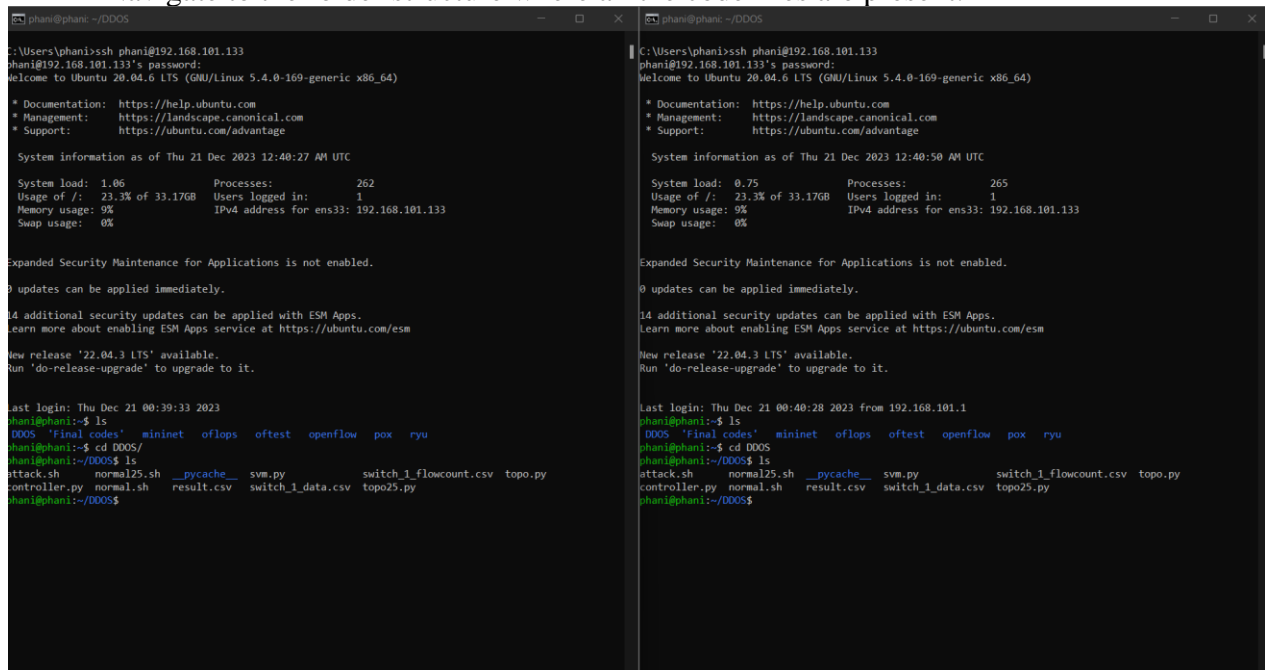 Navigate to the folder structure where all the code files are present.
phani@phani: ~/DDOS
C:\Users\phani>ssh phani@192.168.101.133
phani@192.168.101.133's password:
Welcome to Ubuntu 20.04.6 LTS (GNU/Linux 5.4.0-169-generic x86_64)
* Documentation:  https://help.ubuntu.com
* Management:     https://landscape.canonical.com
* Support:        https://ubuntu.com/advantage
System information as of Thu 21 Dec 2023 12:40:27 AM UTC
System load:  1.06    Processes:    262
Usage of /:   23.3% of 33.17GB    Users logged in:    1
Memory usage: 9%    IPv4 address for ens33: 192.168.101.133
Swap usage:   0%
Expanded Security Maintenance for Applications is not enabled.
0 updates can be applied immediately.
14 additional security updates can be applied with ESM Apps.
Learn more about enabling ESM Apps service at https://ubuntu.com/esm
New release '22.04.3 LTS' available.
Run 'do-release-upgrade' to upgrade to it.
Last login: Thu Dec 21 00:39:33 2023
phani@phani:~$ ls
DDOS  'Final codes'  mininet  oflops  oftest  openflow  pox  ryu
phani@phani:~$ cd DDOS/
phani@phani:~/DDOS$ ls
attack.sh  normal25.sh  __pycache__  svm.py  switch_1_flowcount.csv  topo.py
controller.py  normal.sh  result.csv  switch_1_data.csv  topo25.py
phani@phani:~/DDOS$
phani@phani: ~/DDOS
C:\Users\phani>ssh phani@192.168.101.133
phani@192.168.101.133's password:
Welcome to Ubuntu 20.04.6 LTS (GNU/Linux 5.4.0-169-generic x86_64)
* Documentation:  https://help.ubuntu.com
* Management:     https://landscape.canonical.com
* Support:        https://ubuntu.com/advantage
System information as of Thu 21 Dec 2023 12:40:50 AM UTC
System load:  0.75    Processes:    265
Usage of /:   23.3% of 33.17GB    Users logged in:    1
Memory usage: 9%    IPv4 address for ens33: 192.168.101.133
Swap usage:   0%
Expanded Security Maintenance for Applications is not enabled.
0 updates can be applied immediately.
14 additional security updates can be applied with ESM Apps.
Learn more about enabling ESM Apps service at https://ubuntu.com/esm
New release '22.04.3 LTS' available.
Run 'do-release-upgrade' to upgrade to it.
Last login: Thu Dec 21 00:40:28 2023 from 192.168.101.1
phani@phani:~$ ls
DDOS  'Final codes'  mininet  oflops  oftest  openflow  pox  ryu
phani@phani:~$ cd DDOS
phani@phani:~/DDOS$ ls
attack.sh  normal25.sh  __pycache__  svm.py  switch_1_flowcount.csv  topo.py
controller.py  normal.sh  result.csv  switch_1_data.csv  topo25.py
phani@phani:~/DDOS$